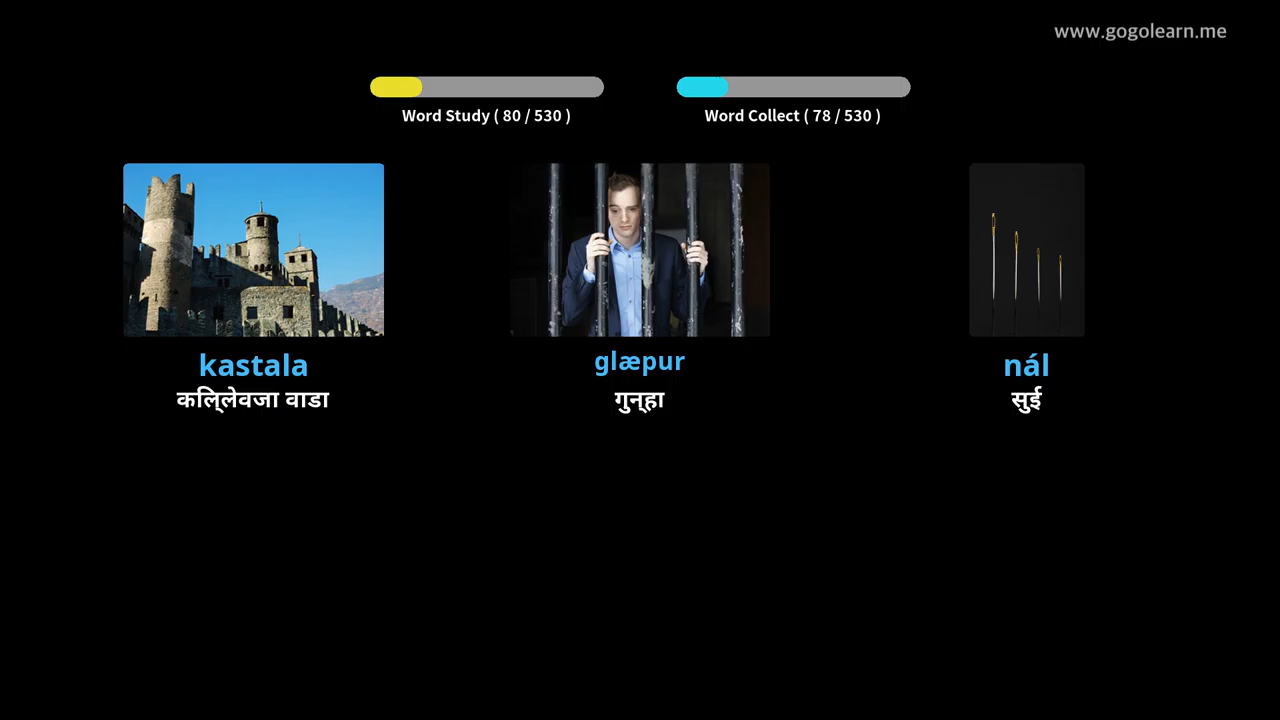 www.gogolearn.me
Word Study ( 80 / 530 )
Word Collect ( 78 / 530 )
kastala
glæpur
nál
कल्िलेवजा वाडा
गुन्हा
सुई